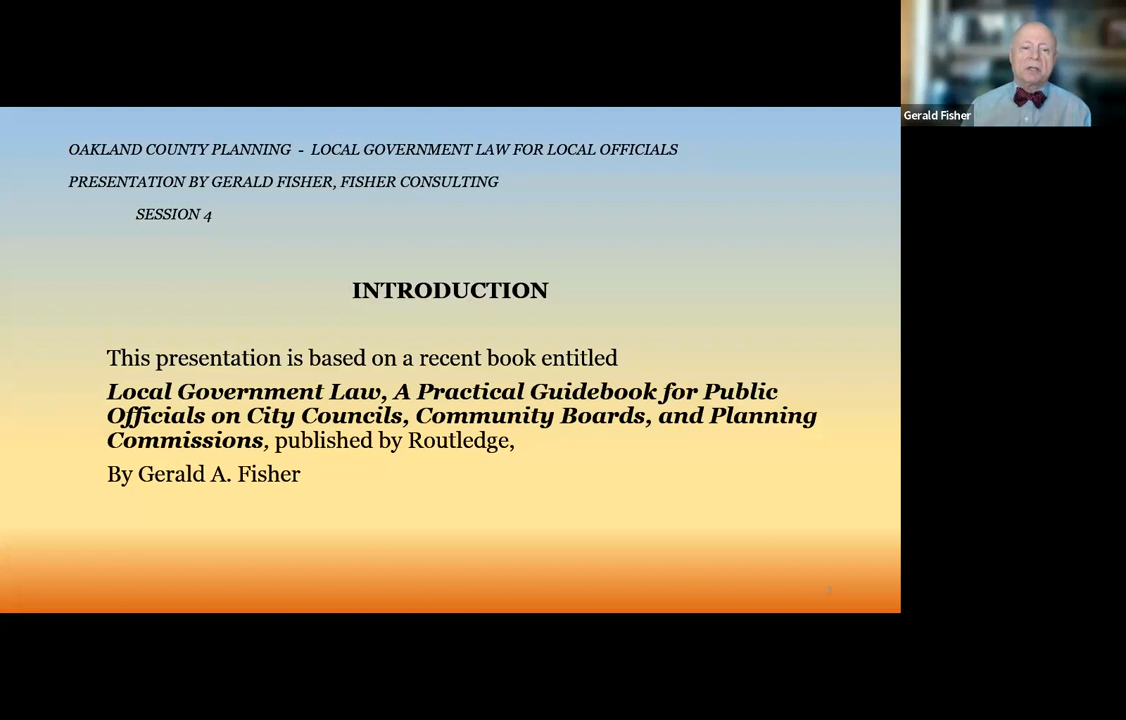 OAKLAND COUNTY PLANNING - LOCAL GOVERNMENT LAW FOR LOCAL OFFICIALS
PRESENTATION BY GERALD FISHER, FISHER CONSULTING
SESSION 4
INTRODUCTION
This presentation is based on a recent book entitled
Local Government Law, A Practical Guidebook for Public
Officials on City Councils, Community Boards, and Planning
Commissions, published by Routledge,
By Gerald A. Fisher
Gerald Fisher